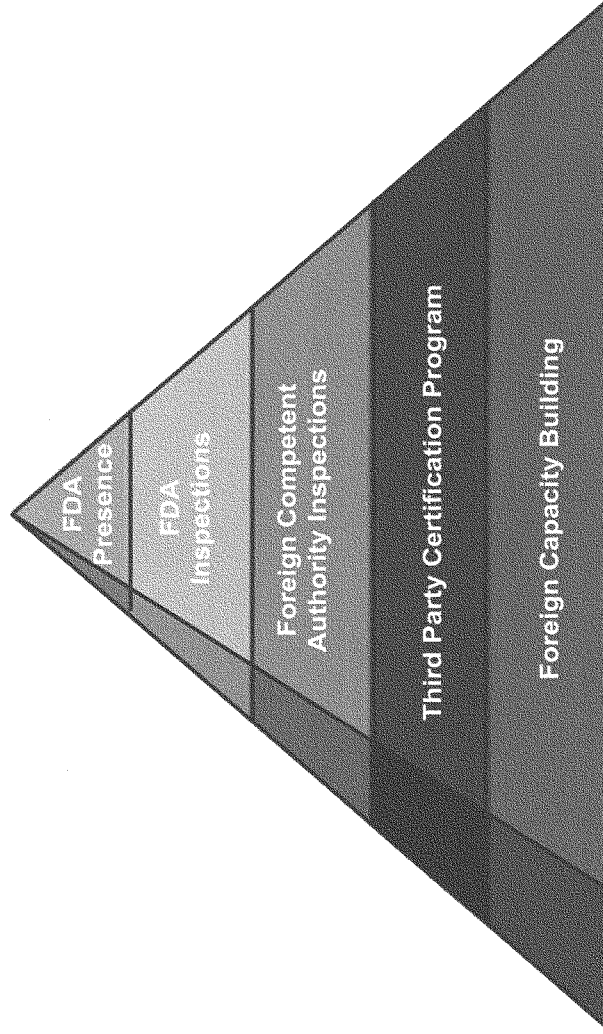 FDA
Presence
FDA
Inspections
Foreign Competent
Authority Inspections
Third Party Certification Program
Foreign Capacity Building